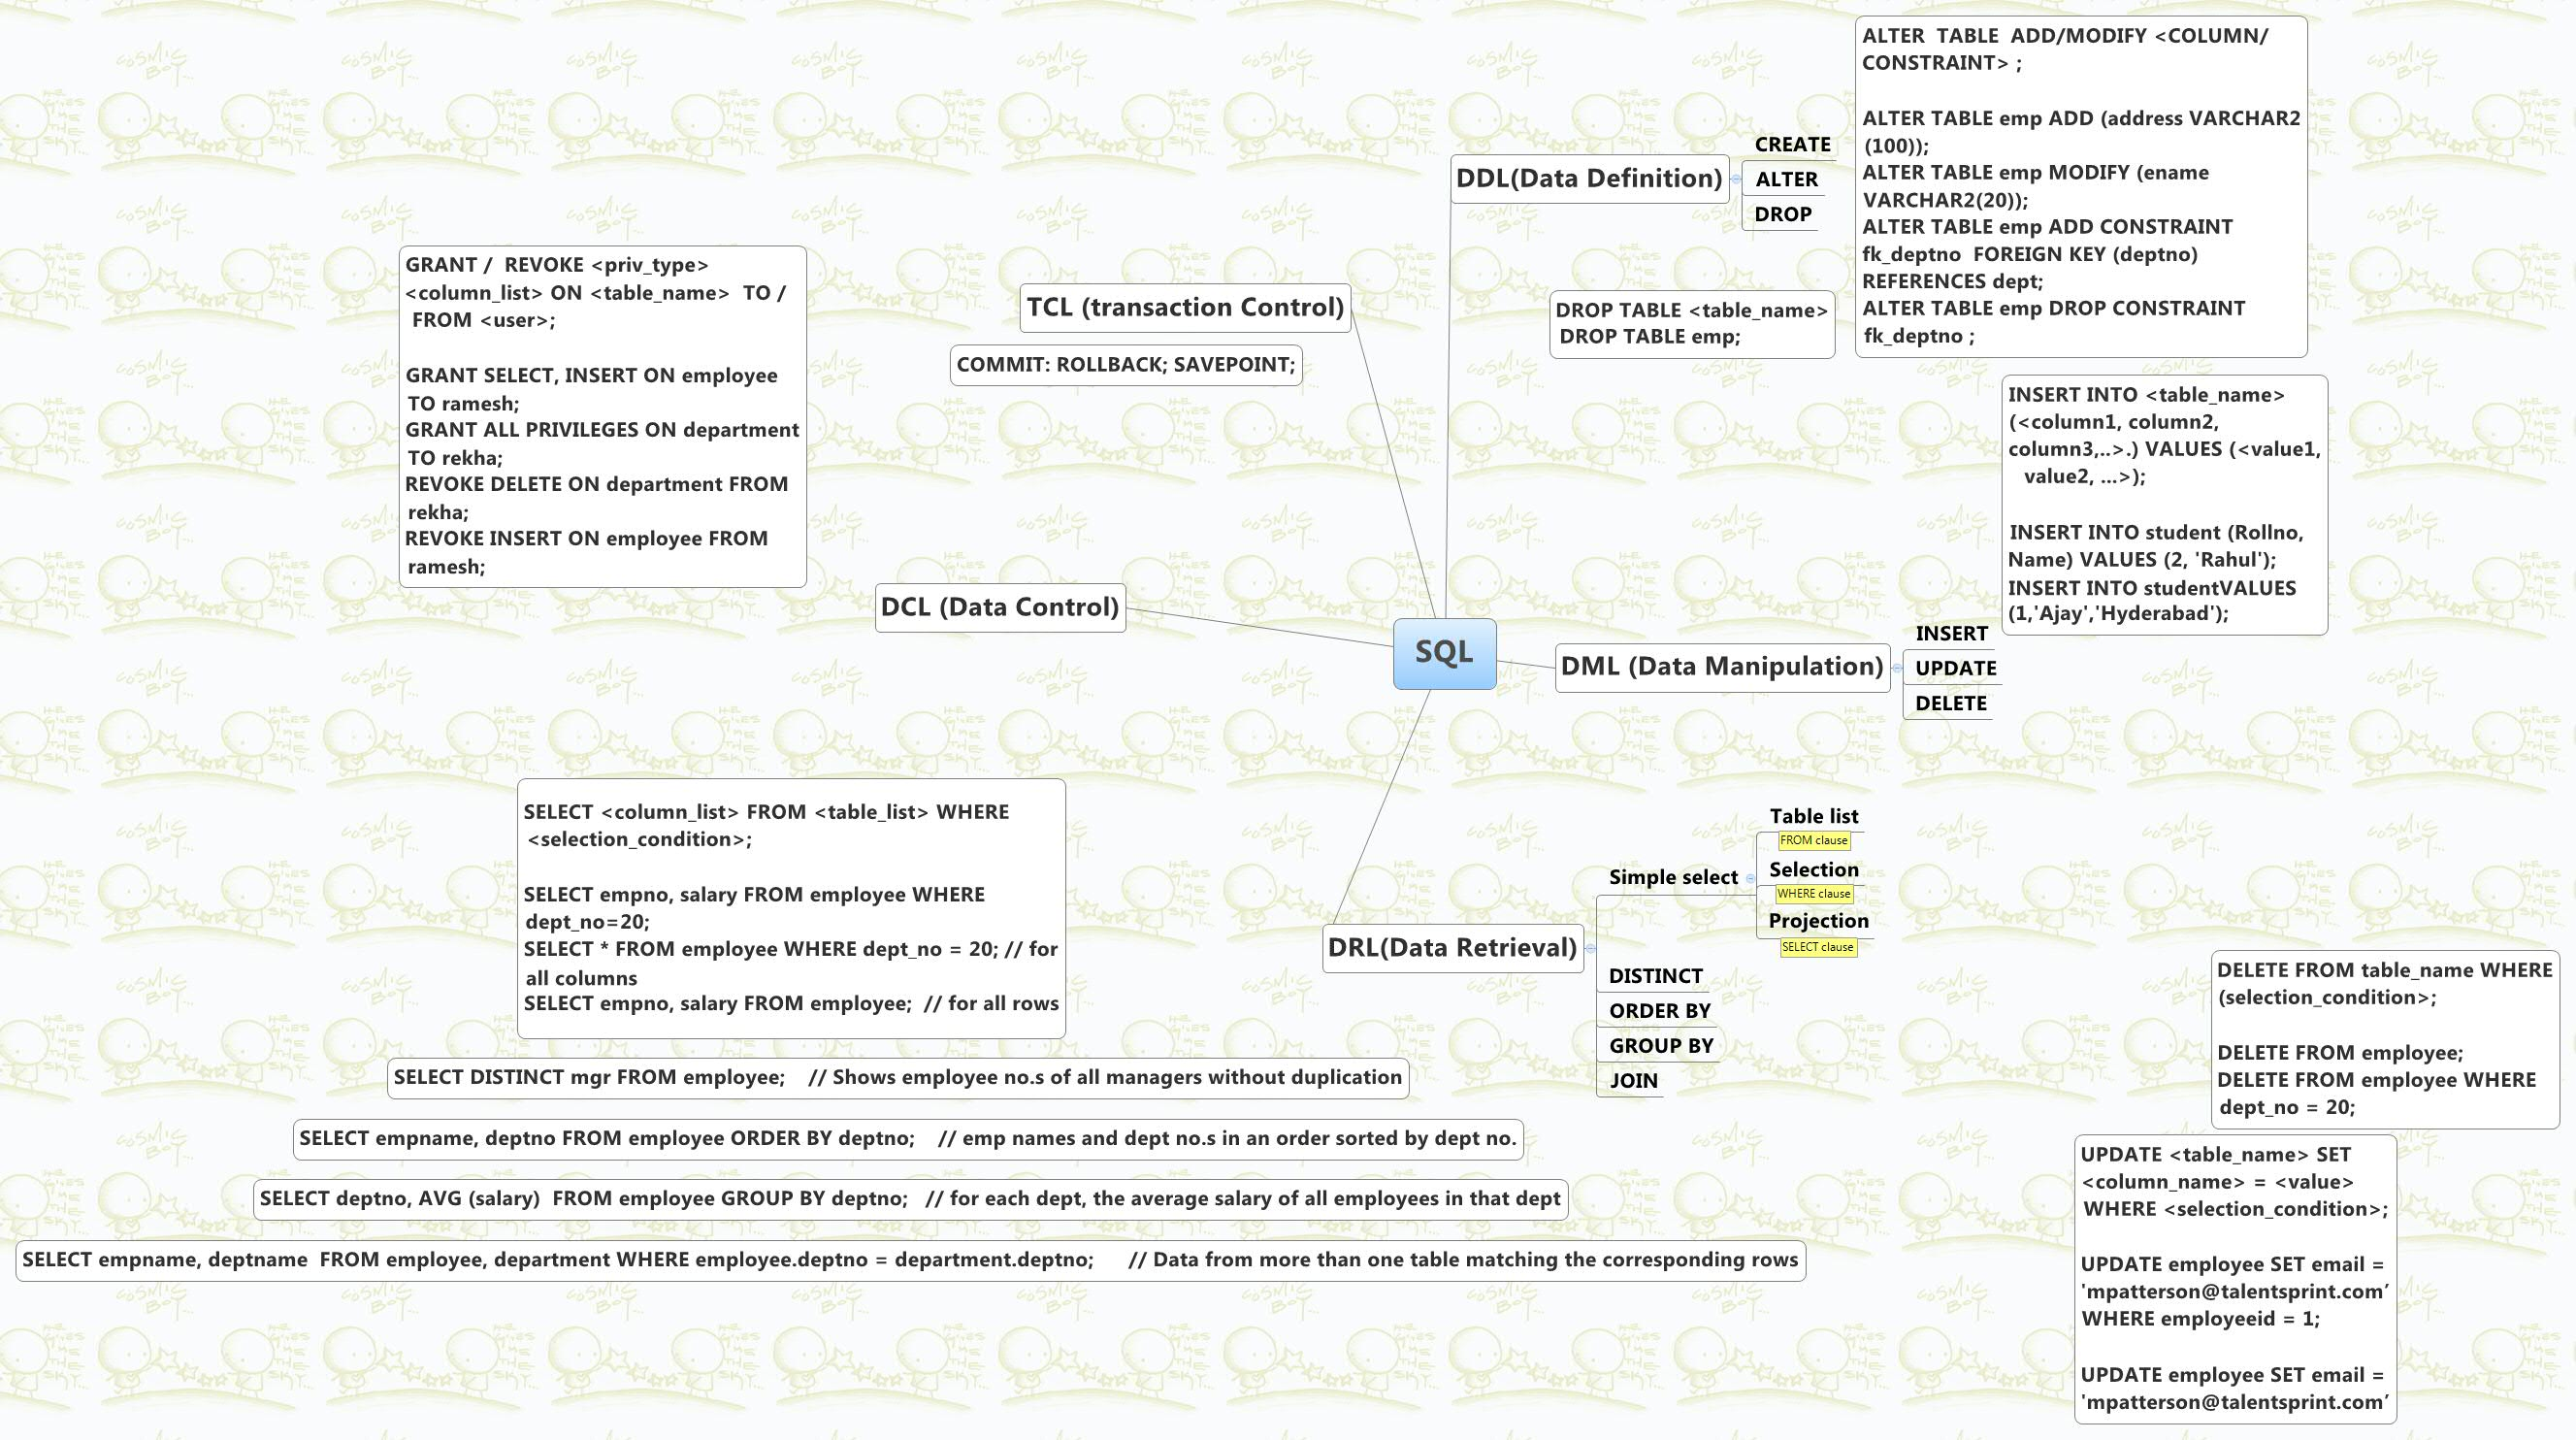 ALTER  TABLE  ADD/MODIFY <COLUMN/
CONSTRAINT> ;
ALTER TABLE emp ADD (address VARCHAR2
(100));
ALTER TABLE emp MODIFY (ename
VARCHAR2(20));
ALTER TABLE emp ADD CONSTRAINT
fk_deptno  FOREIGN KEY (deptno)
REFERENCES dept;
ALTER TABLE emp DROP CONSTRAINT
fk_deptno ;
DDL(Data Definition)
CREATE
ALTER
DROP
DROP TABLE <table_name>
DROP TABLE emp;
TCL (transaction Control)
COMMIT: ROLLBACK; SAVEPOINT;
GRANT /  REVOKE <priv_type>
<column_list> ON <table_name>  TO /
FROM <user>;
GRANT SELECT, INSERT ON employee
TO ramesh;
GRANT ALL PRIVILEGES ON department
TO rekha;
REVOKE DELETE ON department FROM
rekha;
REVOKE INSERT ON employee FROM
ramesh;
DCL (Data Control)
SQL
INSERT INTO <table_name>
(<column1, column2,
column3,..>.) VALUES (<value1,
value2, ...>);
INSERT INTO student (Rollno,
Name) VALUES (2, 'Rahul');
INSERT INTO studentVALUES
(1,'Ajay','Hyderabad');
DML (Data Manipulation)
INSERT
UPDATE
DELETE
SELECT <column_list> FROM <table_list> WHERE
<selection_condition>;
SELECT empno, salary FROM employee WHERE
dept_no=20;
SELECT * FROM employee WHERE dept_no = 20; // for
all columns
SELECT empno, salary FROM employee;  // for all rows
DRL(Data Retrieval)
Simple select
Table list
FROM clause
Selection
WHERE clause
Projection
SELECT clause
DISTINCT
ORDER BY
GROUP BY
JOIN
SELECT DISTINCT mgr FROM employee;    // Shows employee no.s of all managers without duplication
SELECT empname, deptno FROM employee ORDER BY deptno;    // emp names and dept no.s in an order sorted by dept no.
SELECT deptno, AVG (salary)  FROM employee GROUP BY deptno;   // for each dept, the average salary of all employees in that dept
SELECT empname, deptname  FROM employee, department WHERE employee.deptno = department.deptno;      // Data from more than one table matching the corresponding rows
DELETE FROM table_name WHERE
(selection_condition>;
DELETE FROM employee;
DELETE FROM employee WHERE
dept_no = 20;
UPDATE <table_name> SET
<column_name> = <value>
WHERE <selection_condition>;
UPDATE employee SET email =
'mpatterson@talentsprint.com’
WHERE employeeid = 1;
UPDATE employee SET email =
'mpatterson@talentsprint.com’